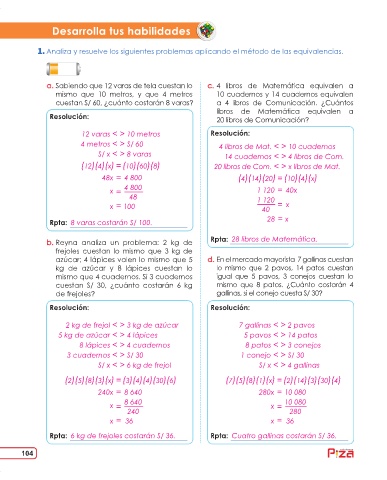 Desarrolla tus habilidades
1. Analiza y resuelve los siguientes problemas aplicando el método de las equivalencias.
a. Sabiendo que 12 varas de tela cuestan lo
mismo que 10 metros, y que 4 metros
cuestan S/ 60, ¿cuánto costarán 8 varas?
Resolución:
12 varas < > 10 metros
4 metros < > S/ 60
S/ x < > 8 varas
(12)(4)(x) = (10)(60)(8)
48x = 4 800
x = 4 800
48
x = 100
Rpta: 8 varas costarán S/ 100.
b. Reyna analiza un problema: 2 kg de
frejoles cuestan lo mismo que 3 kg de
azúcar; 4 lápices valen lo mismo que 5
kg de azúcar y 8 lápices cuestan lo
mismo que 4 cuadernos. Si 3 cuadernos
cuestan S/ 30, ¿cuánto costarán 6 kg
de frejoles?
Resolución:
2 kg de frejol < > 3 kg de azúcar
5 kg de azúcar < > 4 lápices
8 lápices < > 4 cuadernos
3 cuadernos < > S/ 30
S/ x < > 6 kg de frejol
(2)(5)(8)(3)(x) = (3)(4)(4)(30)(6)
240x = 8 640
x = 8 640
240
x = 36
Rpta: 6 kg de frejoles costarán S/ 36.
c. 4 libros de Matemática equivalen a
10 cuadernos y 14 cuadernos equivalen
a 4 libros de Comunicación. ¿Cuántos
libros de Matemática equivalen a
20 libros de Comunicación?
Resolución:
4 libros de Mat. < > 10 cuadernos
14 cuadernos < > 4 libros de Com.
20 libros de Com. < > x libros de Mat.
(4)(14)(20) = (10)(4)(x)
1 120 = 40x
1 120 = x
40
28 = x
Rpta: 28 libros de Matemática.
d. En el mercado mayorista 7 gallinas cuestan
lo mismo que 2 pavos, 14 patos cuestan
igual que 5 pavos, 3 conejos cuestan lo
mismo que 8 patos. ¿Cuánto costarán 4
gallinas, si el conejo cuesta S/ 30?
Resolución:
7 gallinas < > 2 pavos
5 pavos < > 14 patos
8 patos < > 3 conejos
1 conejo < > S/ 30
S/ x < > 4 gallinas
(7)(5)(8)(1)(x) = (2)(14)(3)(30)(4)
280x = 10 080
x = 10 080
280
x = 36
Rpta: Cuatro gallinas costarán S/ 36.
104
Piza